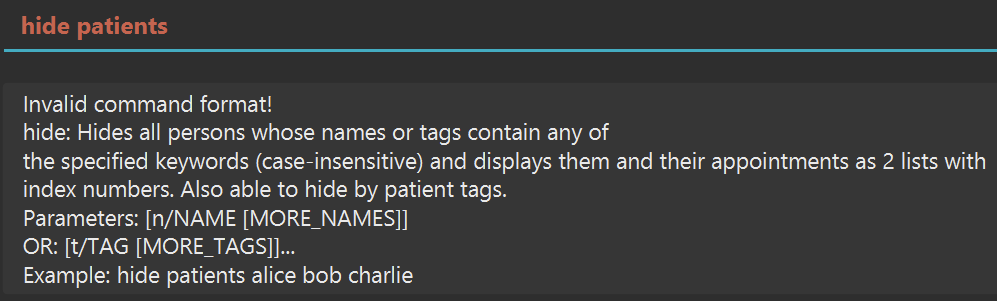 hide patients
Invalid command format!
hide: Hides all persons whose names or tags contain any of
the specified keywords (case-insensitive) and displays them and their appointments as 2 lists with
index numbers. Also able to hide by patient tags.
Parameters: [n/NAME [MORE_NAMES]]
OR: [t/TAG [MORE_TAGS]]...
Example: hide patients alice bob charlie